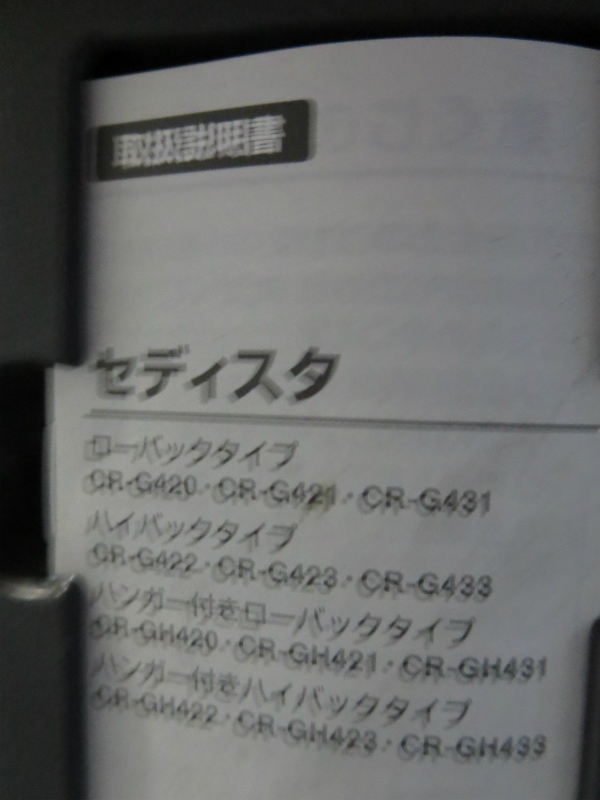 取扱説明書
セディスタ
ローバックタイプ
CR-G420・CR-G421・CR-G431
ハイバックタイプ
CR-G422・CR-G423・CR-G433
ハンガー付きローバックタイプ
CR-GH420・CR-GH421・CR-GH431
ハンガー付きハイバックタイプ
CR-GH422・CR-GH423・CR-GH433